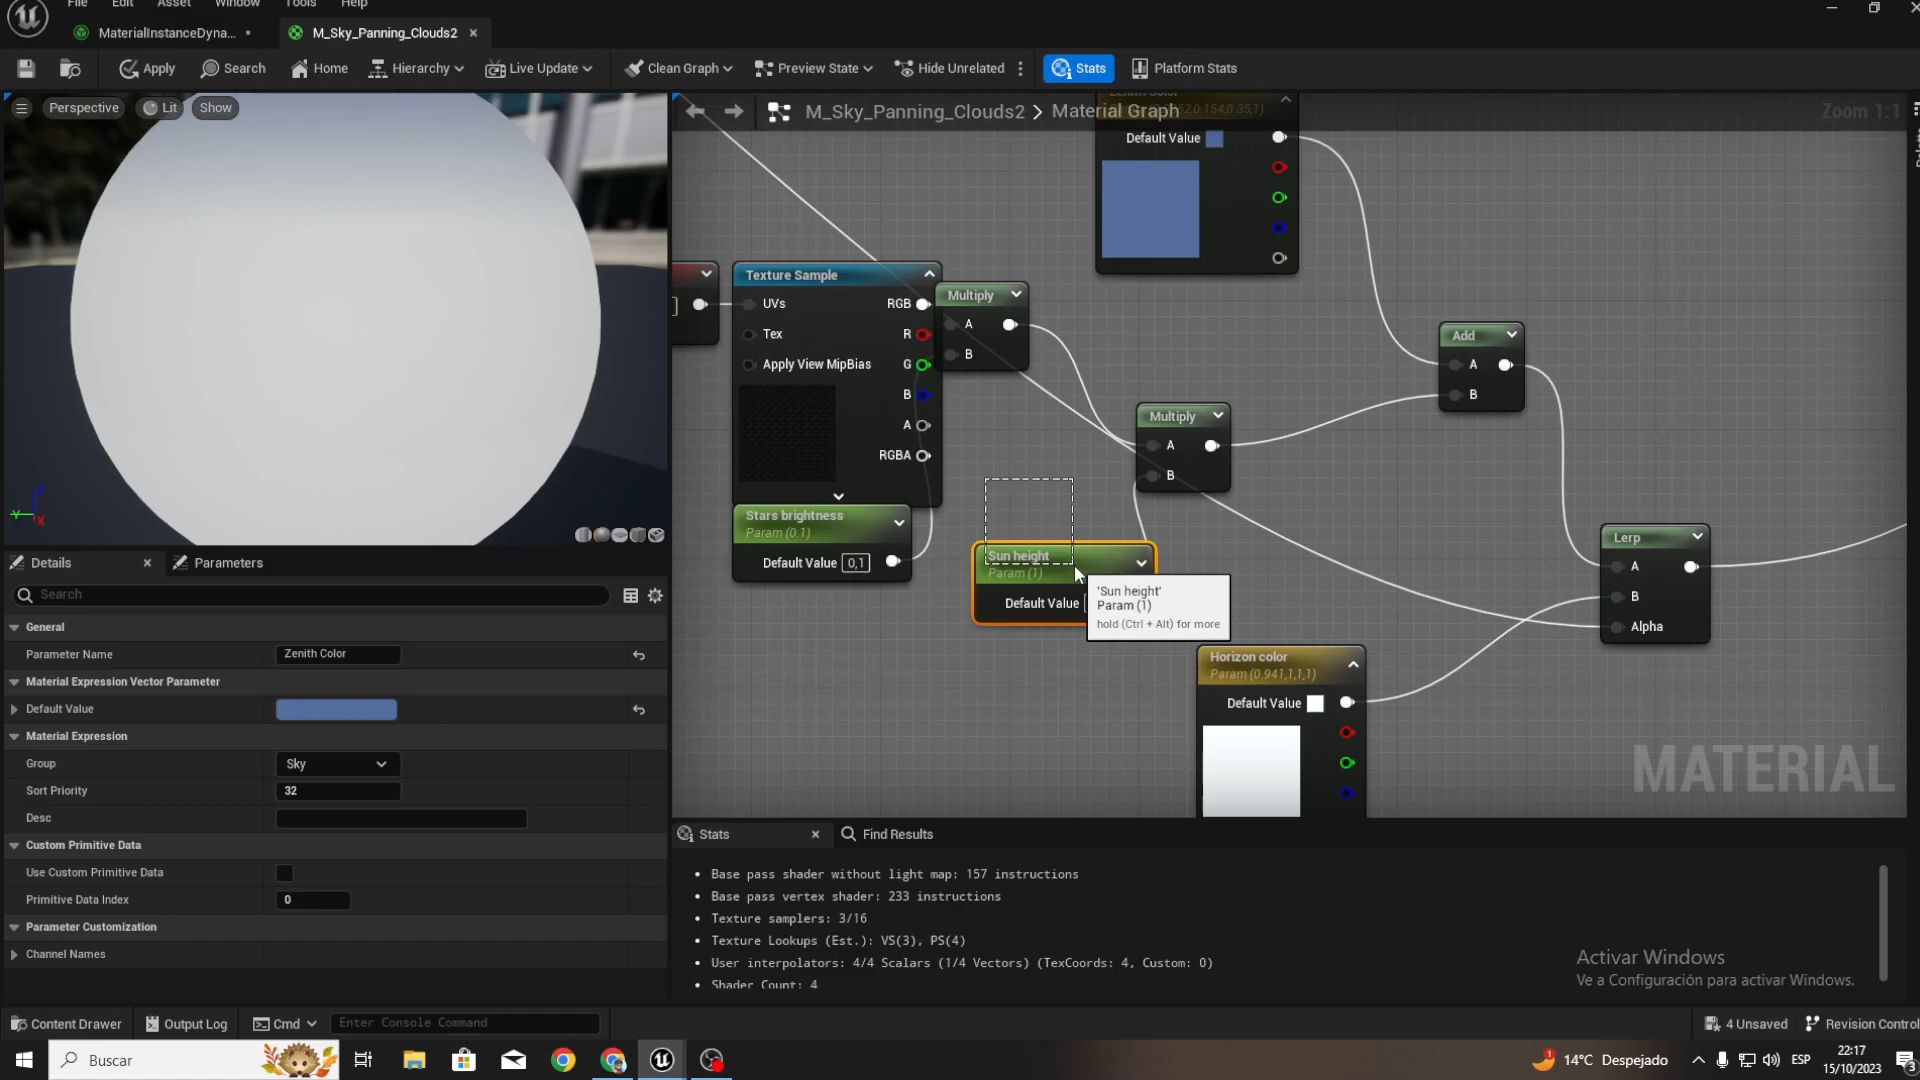 File Edit Asset Window Tools Help
MaterialInstanceDyna... •
M_Sky_Panning_Clouds2
Apply Search Home Hierarchy Live Update Clean Graph Preview State Hide Unrelated Stats Platform Stats
Perspective Lit Show
M_Sky_Panning_Clouds2 > Material Graph
Zoom 1:1
Zenith Color
Default Value
Texture Sample
UVs RGB
Tex R
Apply View MipBias G
B
A
RGBA
Multiply
A
B
Stars brightness
Param (0.1)
Default Value 0,1
Multiply
A
B
Sun height
Param (1)
Default Value
'Sun height'
Param (1)
hold (Ctrl + Alt) for more
Add
A
B
Lerp
A
B
Alpha
Horizon color
Param (0.941,1,1,1)
Default Value
MATERIAL
Details Parameters
Search
General
Parameter Name Zenith Color
Material Expression Vector Parameter
Default Value
Material Expression
Group Sky
Sort Priority 32
Desc
Custom Primitive Data
Use Custom Primitive Data
Primitive Data Index 0
Parameter Customization
Channel Names
Stats Find Results
Base pass shader without light map: 157 instructions
Base pass vertex shader: 233 instructions
Texture samplers: 3/16
Texture Lookups (Est.): VS(3), PS(4)
User interpolators: 4/4 Scalars (1/4 Vectors) (TexCoords: 4, Custom: 0)
Shader Count: 4
Activar Windows
Ve a Configuración para activar Windows.
Content Drawer Output Log Cmd Enter Console Command 4 Unsaved Revision Control
Buscar
14°C Despejado ESP
22:17
15/10/2023